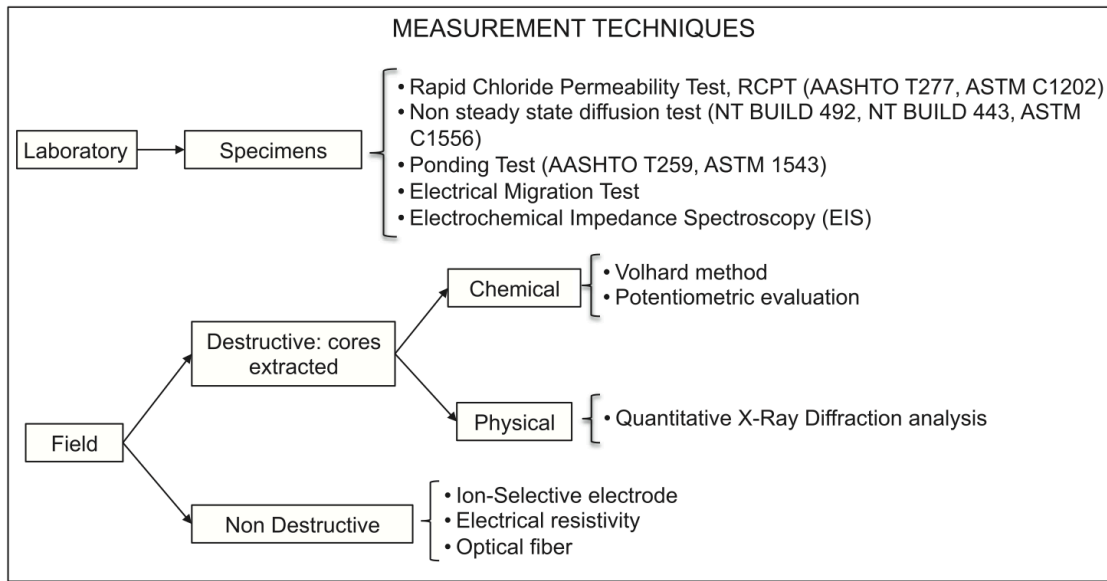 MEASUREMENT TECHNIQUES
Laboratory
Specimens
• Rapid Chloride Permeability Test, RCPT (AASHTO T277, ASTM C1202)
• Non steady state diffusion test (NT BUILD 492, NT BUILD 443, ASTM
C1556)
• Ponding Test (AASHTO T259, ASTM 1543)
• Electrical Migration Test
• Electrochemical Impedance Spectroscopy (EIS)
Field
Destructive: cores
extracted
Chemical
• Volhard method
• Potentiometric evaluation
Physical
• Quantitative X-Ray Diffraction analysis
Non Destructive
• Ion-Selective electrode
• Electrical resistivity
• Optical fiber